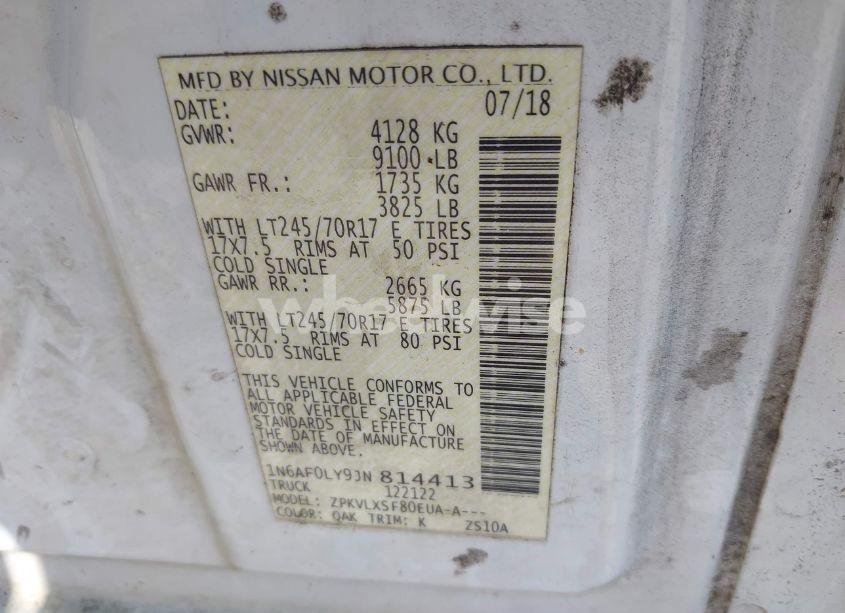 MFD BY NISSAN MOTOR CO., LTD.
DATE: 07/18
GVWR: 4128 KG
9100 LB
GAWR FR.: 1735 KG
3825 LB
WITH LT245/70R17 E TIRES
17X7.5 RIMS AT 50 PSI
COLD SINGLE
GAWR RR.: 2665 KG
5875 LB
WITH LT245/70R17 E TIRES
17X7.5 RIMS AT 80 PSI
COLD SINGLE
THIS VEHICLE CONFORMS TO
ALL APPLICABLE FEDERAL
MOTOR VEHICLE SAFETY
STANDARDS IN EFFECT ON
THE DATE OF MANUFACTURE
SHOWN ABOVE.
1N6AF0LY9JN 814413
TRUCK 122122
MODEL: ZPKVLXSF80EUA-A---
COLOR: QAK TRIM: K ZS10A
wheelwise